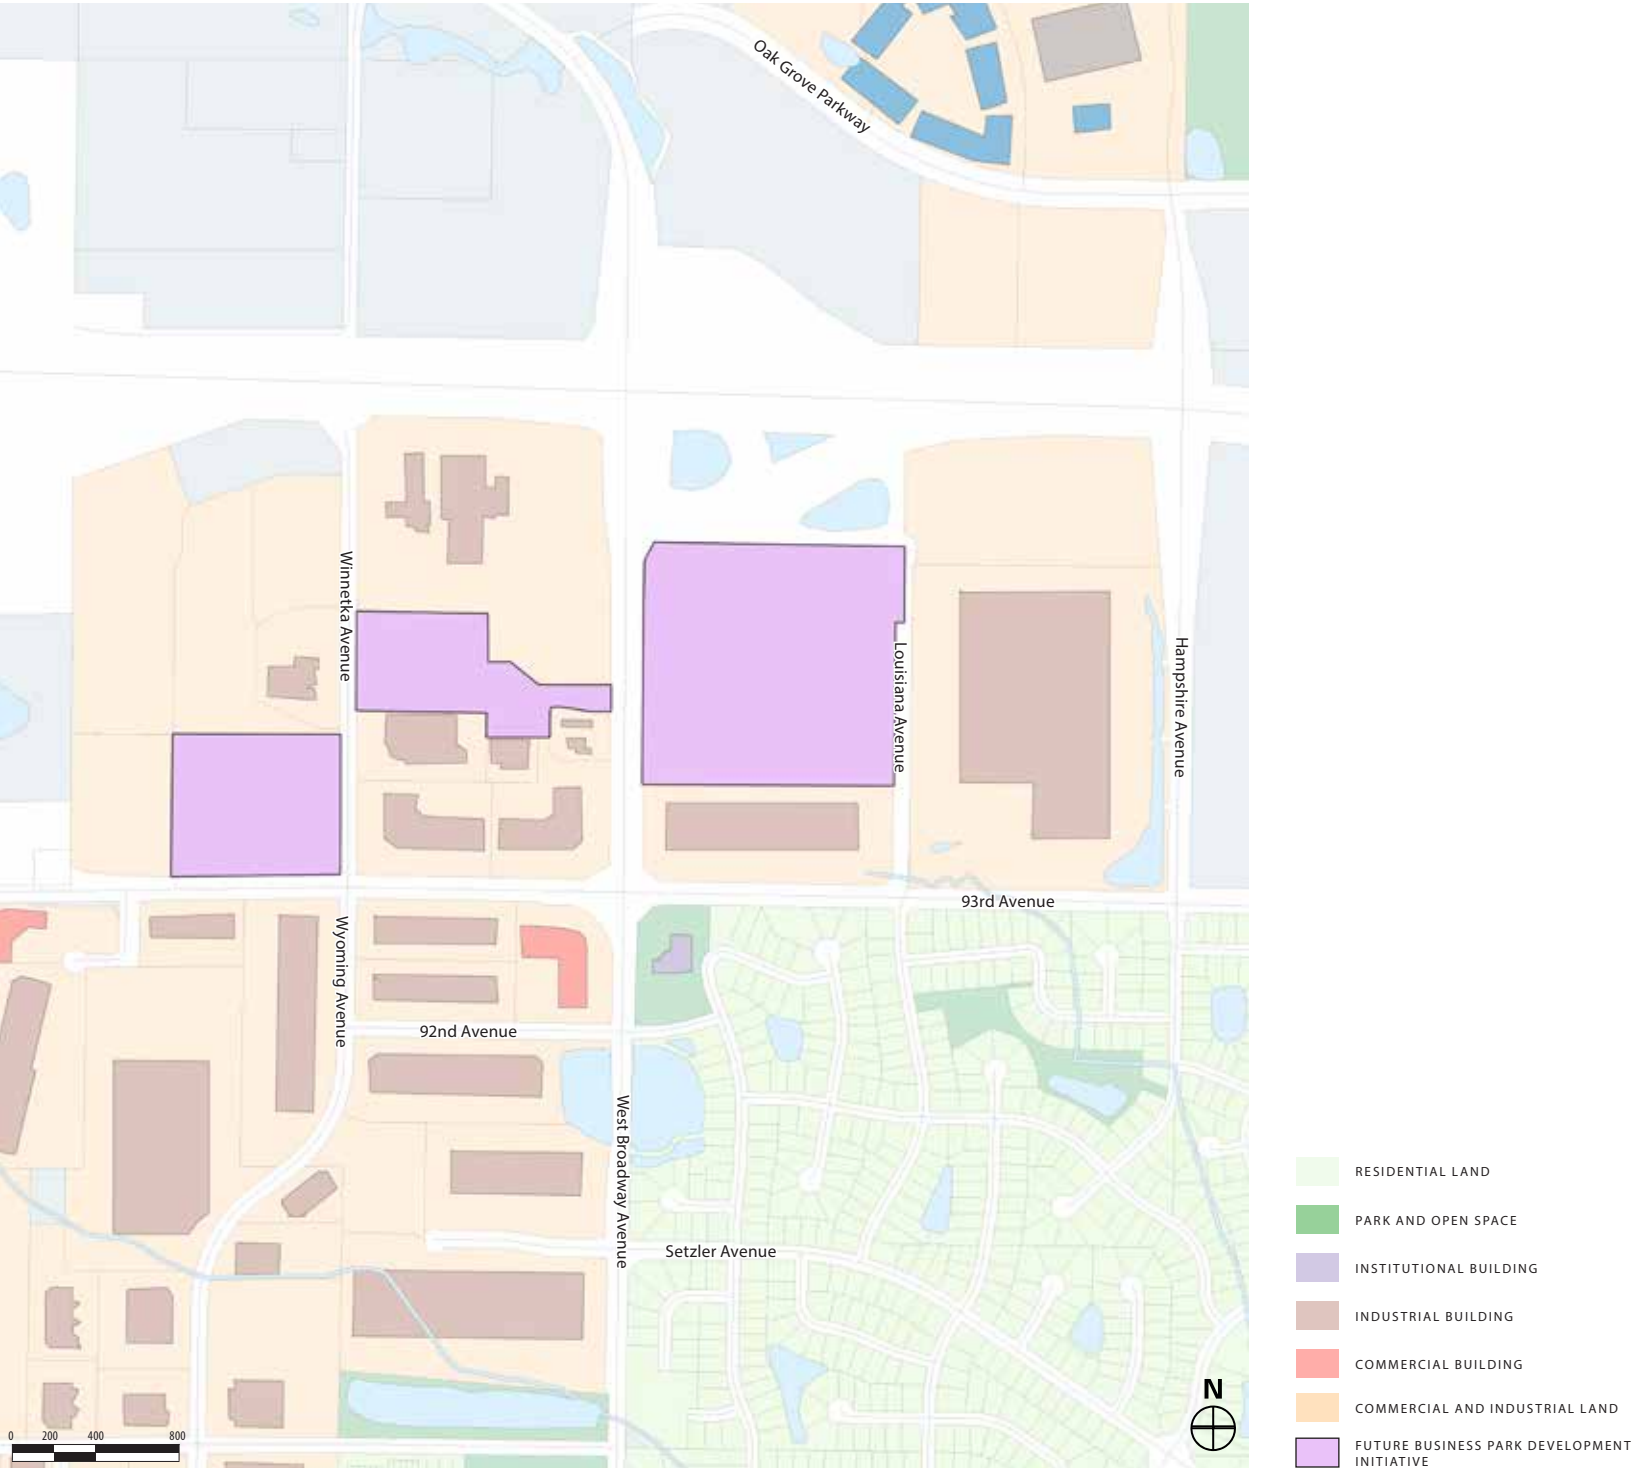 Oak Grove Parkway
Winnetka Avenue
Louisiana Avenue
Hampshire Avenue
93rd Avenue
Wyoming Avenue
92nd Avenue
West Broadway Avenue
Setzler Avenue
RESIDENTIAL LAND
PARK AND OPEN SPACE
INSTITUTIONAL BUILDING
INDUSTRIAL BUILDING
COMMERCIAL BUILDING
COMMERCIAL AND INDUSTRIAL LAND
FUTURE BUSINESS PARK DEVELOPMENT
INITIATIVE
N
0 200 400 800